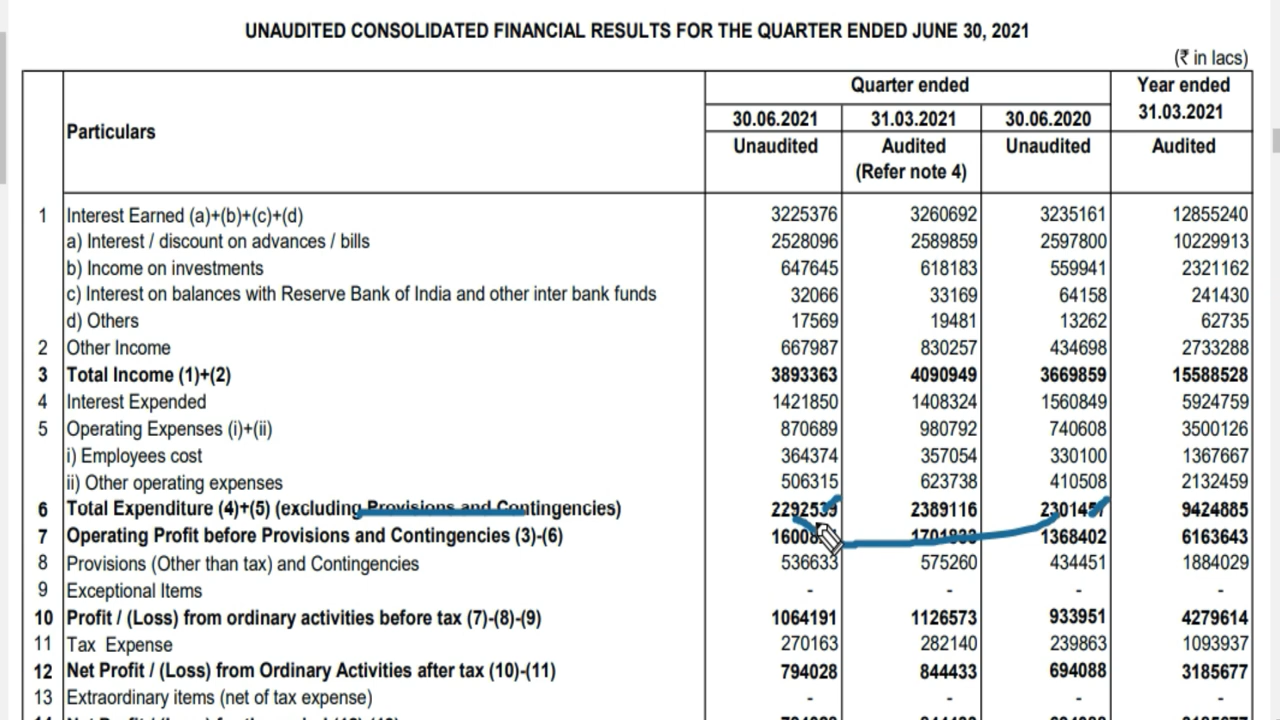 UNAUDITED CONSOLIDATED FINANCIAL RESULTS FOR THE QUARTER ENDED JUNE 30, 2021
(₹ in lacs)
Particulars Quarter ended Year ended
30.06.2021 31.03.2021 30.06.2020 31.03.2021
Unaudited Audited Unaudited Audited
(Refer note 4)
1 Interest Earned (a)+(b)+(c)+(d) 3225376 3260692 3235161 12855240
a) Interest / discount on advances / bills 2528096 2589859 2597800 10229913
b) Income on investments 647645 618183 559941 2321162
c) Interest on balances with Reserve Bank of India and other inter bank funds 32066 33169 64158 241430
d) Others 17569 19481 13262 62735
2 Other Income 667987 830257 434698 2733288
3 Total Income (1)+(2) 3893363 4090949 3669859 15588528
4 Interest Expended 1421850 1408324 1560849 5924759
5 Operating Expenses (i)+(ii) 870689 980792 740608 3500126
i) Employees cost 364374 357054 330100 1367667
ii) Other operating expenses 506315 623738 410508 2132459
6 Total Expenditure (4)+(5) (excluding Provisions and Contingencies) 2292539 2389116 2301457 9424885
7 Operating Profit before Provisions and Contingencies (3)-(6) 1368402 6163643
8 Provisions (Other than tax) and Contingencies 536633 575260 434451 1884029
9 Exceptional Items - - - -
10 Profit / (Loss) from ordinary activities before tax (7)-(8)-(9) 1064191 1126573 933951 4279614
11 Tax Expense 270163 282140 239863 1093937
12 Net Profit / (Loss) from Ordinary Activities after tax (10)-(11) 794028 844433 694088 3185677
13 Extraordinary items (net of tax expense) - - - -